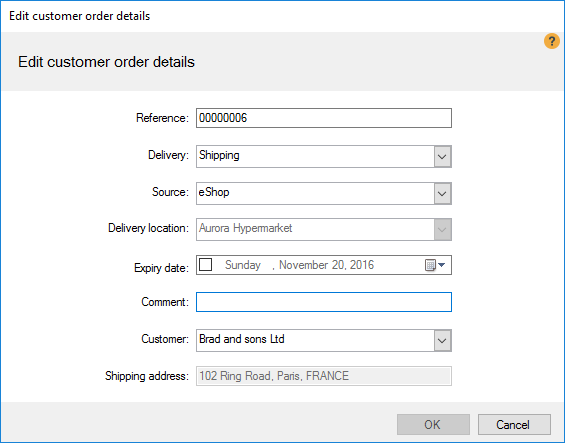 Edit customer order details
?
Edit customer order details
Reference: 00000006
Delivery: Shipping
Source: eShop
Delivery location: Aurora Hypermarket
Expiry date: Sunday , November 20, 2016
Comment:
Customer: Brad and sons Ltd
Shipping address: 102 Ring Road, Paris, FRANCE
OK Cancel